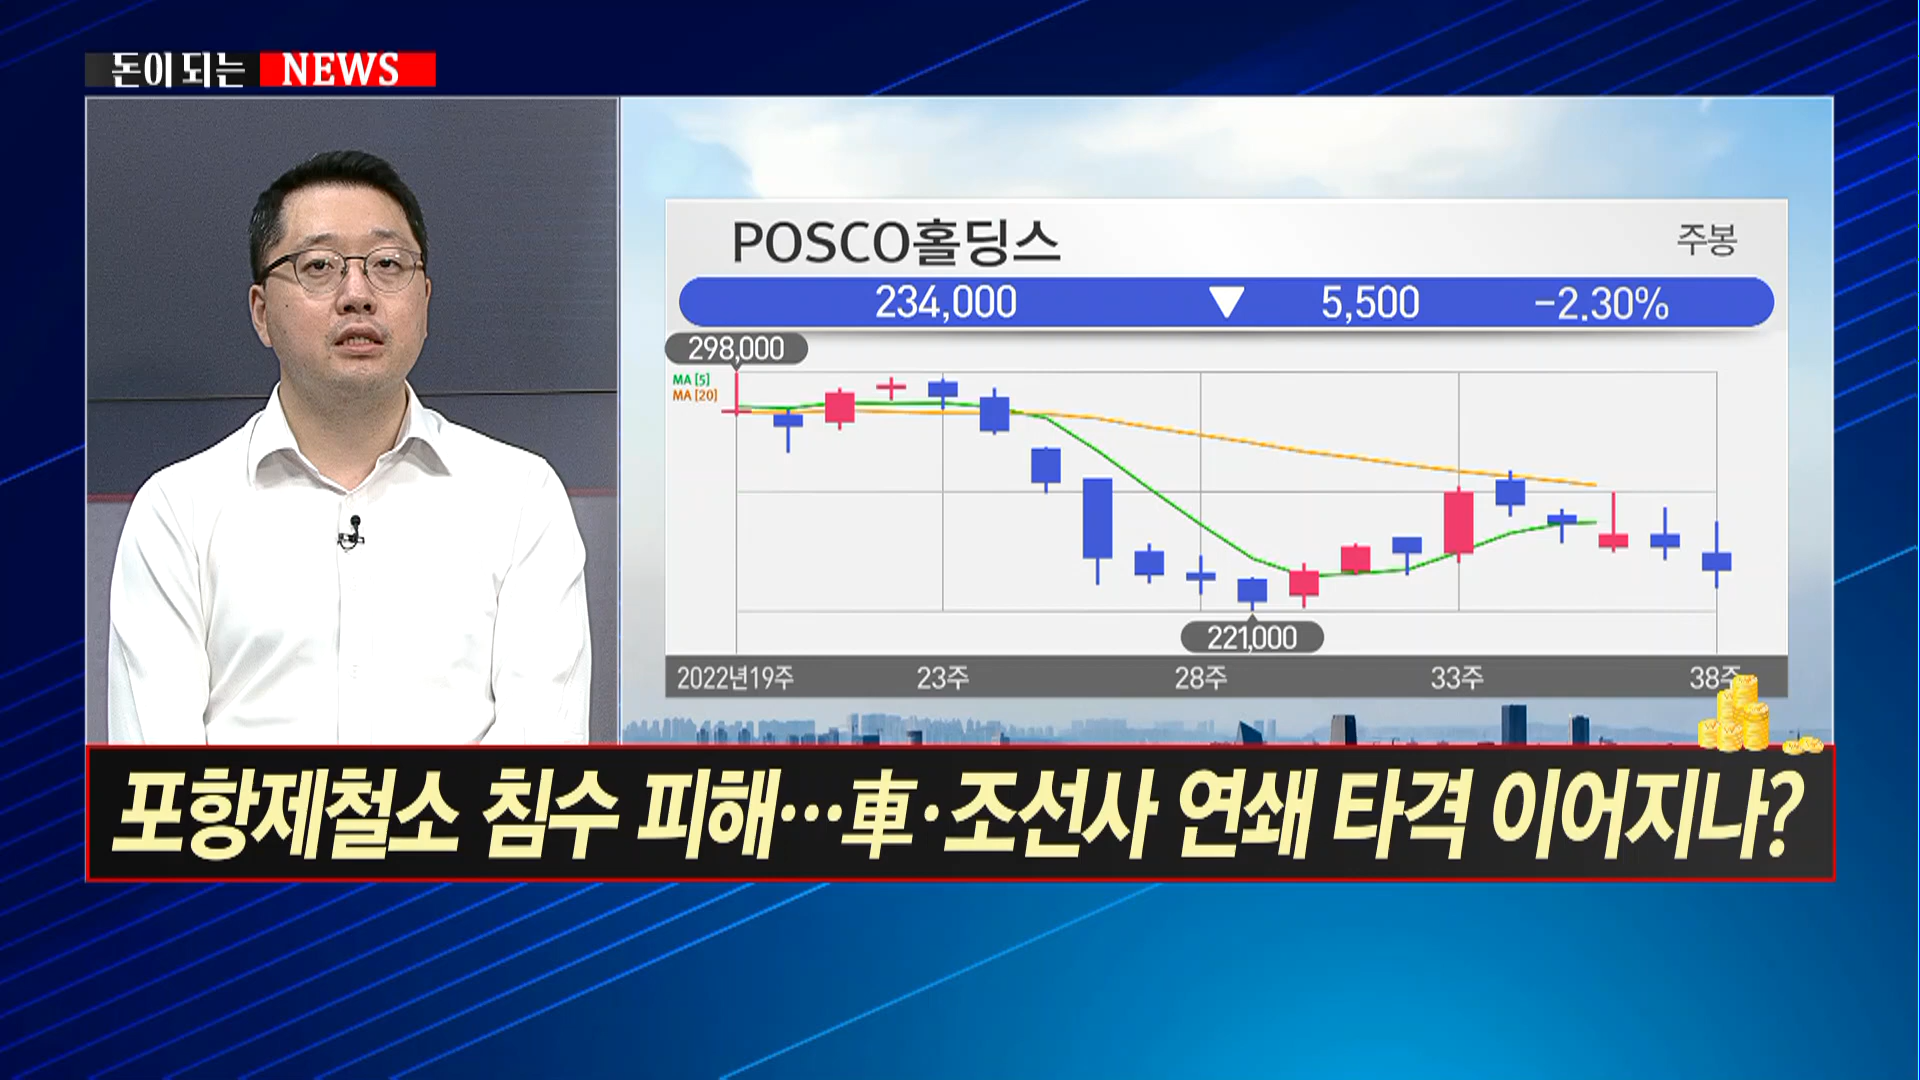 돈이 되는 NEWS
POSCO홀딩스
주봉
234,000 ▼ 5,500 -2.30%
298,000
MA [5]
MA [20]
221,000
2022년19주 23주 28주 33주 38주
포항제철소 침수 피해…車·조선사 연쇄 타격 이어지나?